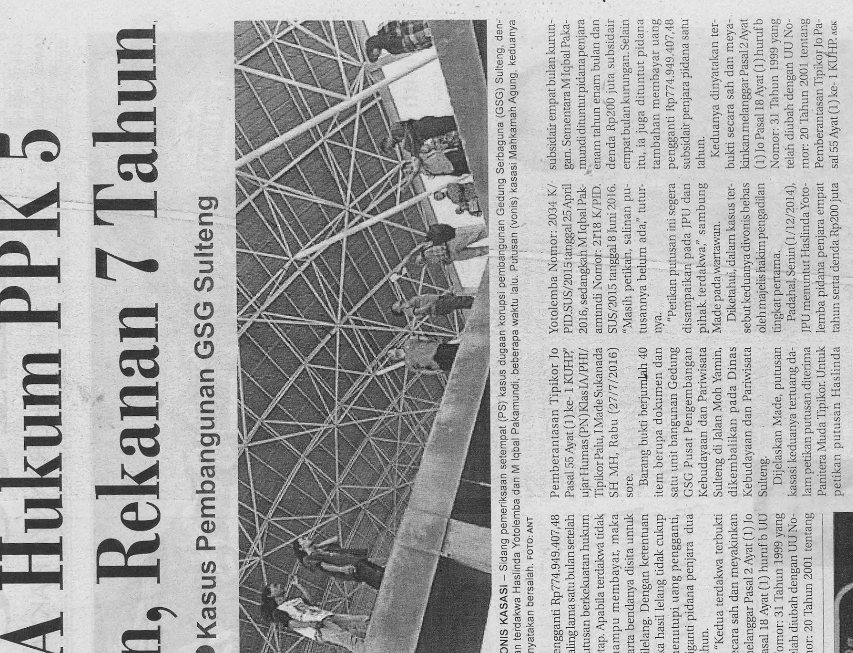 A Hukum PPK 5
n, Rekanan 7 Tahun
Kasus Pembangunan GSG Sulteng
ONIS KASASI – Sidang pemeriksaan setempat (PS) kasus dugaan korupsi pembangunan Gedung Serbaguna (GSG) Sulteng, den-
an terdakwa Haslinda Yotolemba dan M Iqbal Pakamundi, beberapa waktu lalu. Putusan (vonis) kasasi Mahkamah Agung, keduanya
nyatakan bersalah. FOTO: ANT
engganti Rp774.949.407.48
aling lama satu bulan setelah
utusan berkekuatan hukum
tap. Apabila terdakwa tidak
ampu membayar, maka
arta bendanya disita untuk
lelang. Dengan ketentuan
ka hasil lelang tidak cukup
enutupi uang pengganti,
ganti pidana penjara dua
hun.
“Kedua terdakwa terbukti
ecara sah dan meyakinkan
elanggar Pasal 2 Ayat (1) Jo
asal 18 Ayat (1) huruf b UU
omor: 31 Tahun 1999 yang
lah diubah dengan UU No-
mor: 20 Tahun 2001 tentang
Pemberantasan Tipikor Jo
Pasal 55 Ayat (1) ke- 1 KUHP,”
ujar Humas (PN) Klas IA/PHI/
Tipikor Palu, I Made Sukanada
SH MH, Rabu (27/7/2016)
sore.
Barang bukti berjumlah 40
item berupa dokumen dan
satu unit bangunan Gedung
GSG Pusat Pengembangan
Kebudayaan dan Pariwisata
Sulteng di Jalan Moh Yamin,
dikembalikan pada Dinas
Kebudayaan dan Pariwisata
Sulteng.
Dijelaskan Made, putusan
kasasi keduanya tertuang da-
lam petikan putusan diterima
Panitera Muda Tipikor. Untuk
petikan putusan Haslinda
Yotolemba Nomor: 2034 K/
PID.SUS/2015 tanggal 25 April
2016, sedangkan M Iqbal Pak-
amundi Nomor: 2118 K/PID.
SUS/2015 tanggal 8 juni 2016.
“Masih petikan, salinan pu-
tusannya belum ada,” tutur-
nya.
“Petikan putusan ini segera
disampaikan pada JPU dan
pihak terdakwa,” sambung
Made pada wartawan.
Diketahui, dalam kasus ter-
sebut keduanya divonis bebas
oleh majelis hakim pengadilan
tingkat pertama.
Padahal, Senin (1/12/2014),
JPU menuntut Haslinda Yoto-
lemba pidana penjara empat
tahun serta denda Rp200 juta
subsidair empat bulan kurun-
gan. Sementara M Iqbal Paka-
mundi dituntut pidana penjara
enam tahun enam bulan dan
denda Rp200 juta subsidair
empat bulan kurungan. Selain
itu, ia juga dituntut pidana
tambahan membayar uang
pengganti Rp774.949.407,48
subsidair penjara pidana satu
tahun.
Keduanya dinyatakan ter-
bukti secara sah dan meya-
kinkan melanggar Pasal 2 Ayat
(1) Jo Pasal 18 Ayat (1) huruf b
Nomor: 31 Tahun 1999 yang
telah diubah dengan UU No-
mor: 20 Tahun 2001 tentang
Pemberantasan Tipikor Jo Pa-
sal 55 Ayat (1) ke- 1 KUHP. AGK